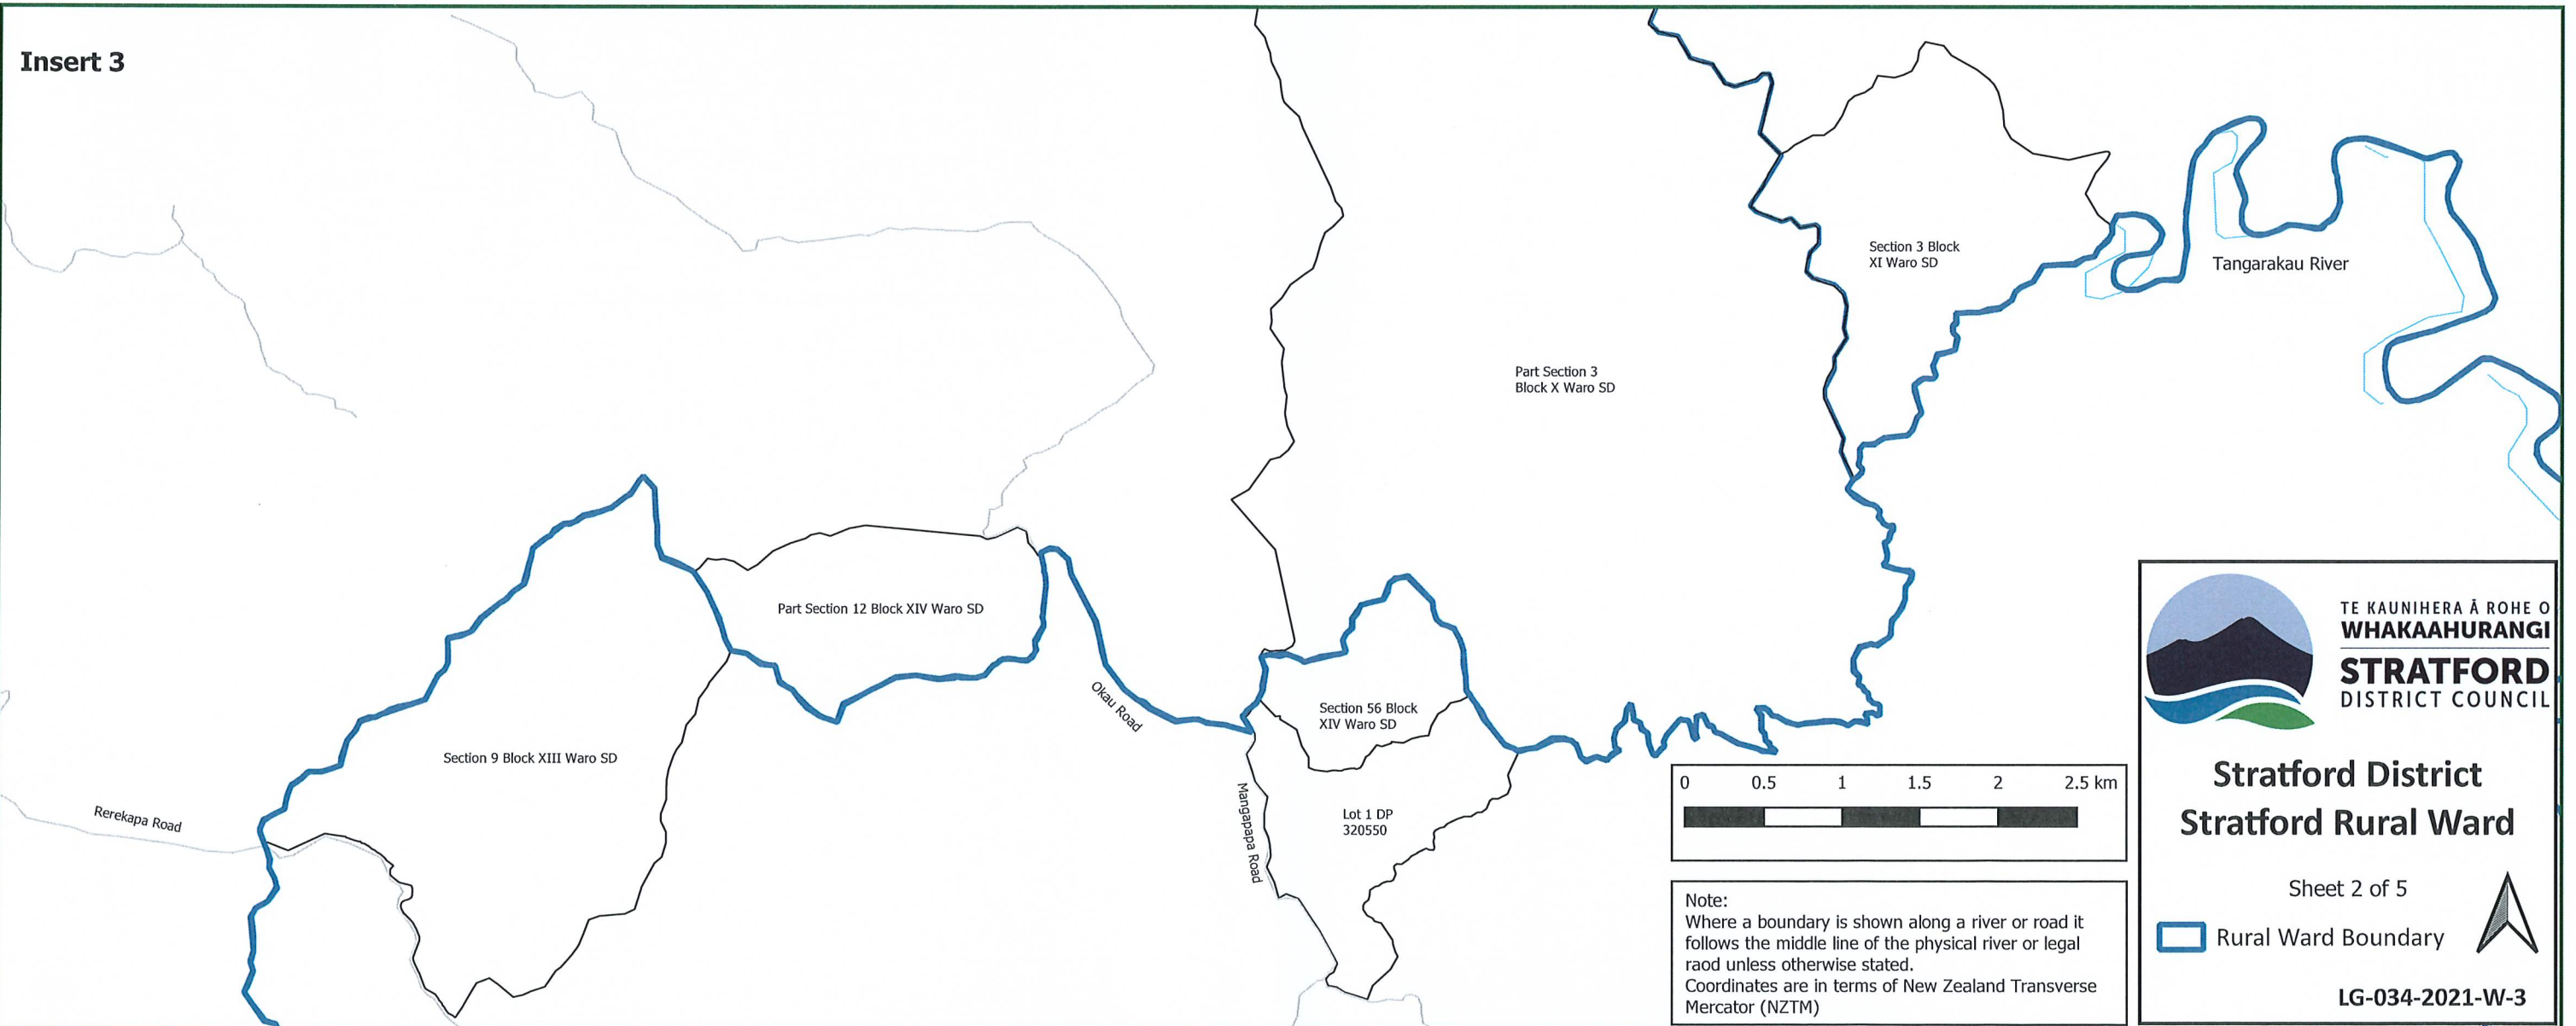 Insert 3
Section 3 Block
XI Waro SD
Tangarakau River
Part Section 3
Block X Waro SD
Part Section 12 Block XIV Waro SD
Okau Road
Section 56 Block
XIV Waro SD
Section 9 Block XIII Waro SD
Rerekapa Road
Mangapapa Road
Lot 1 DP
320550
0 0.5 1 1.5 2 2.5 km
Note:
Where a boundary is shown along a river or road it
follows the middle line of the physical river or legal
raod unless otherwise stated.
Coordinates are in terms of New Zealand Transverse
Mercator (NZTM)
TE KAUNIHERA Ā ROHE O
WHAKAAHURANGI
STRATFORD
DISTRICT COUNCIL
Stratford District
Stratford Rural Ward
Sheet 2 of 5
Rural Ward Boundary
LG-034-2021-W-3